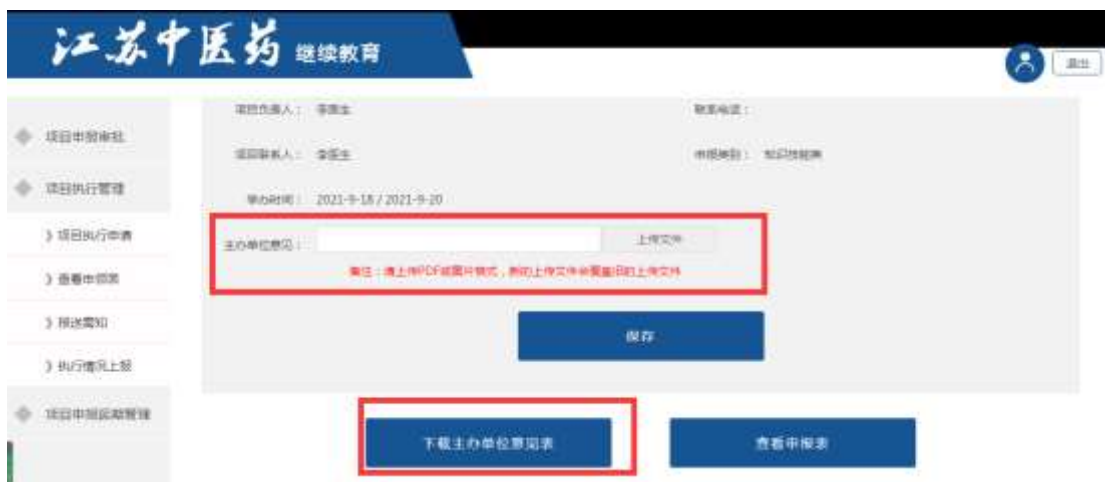 江苏中医药 继续教育
退出
项目负责人： 李医生
联系电话：
项目申报审批
项目联系人： 李医生
申报类别： 知识技能类
项目执行管理
举办时间： 2021-9-18 / 2021-9-20
》项目执行申请
主办单位意见： 上传文件
备注：请上传PDF或图片格式，新的上传文件会覆盖旧的上传文件
》查看申领表
》报送需知
保存
》执行情况上报
项目申报延期管理
下载主办单位意见表
查看申报表